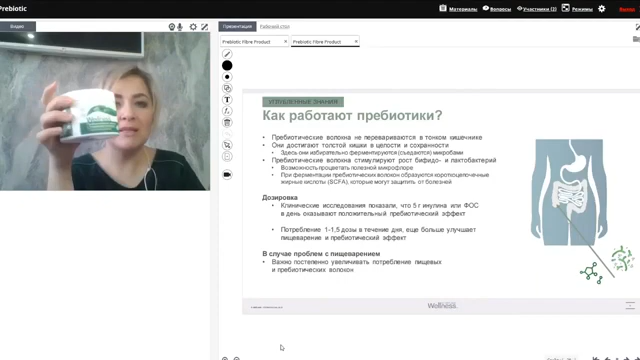 Prebiotic
Материалы
Вопросы
Участники (2)
Режимы
Видео
Презентация
Рабочий стол
Prebiotic Fibre Product
Prebiotic Fibre Product
УГЛУБЛЕННЫЕ ЗНАНИЯ
Как работают пребиотики?
• Пребиотические волокна не перевариваются в тонком кишечнике
• Они достигают толстой кишки в целости и сохранности
• Здесь они избирательно ферментируются (съедаются) микробами
• Пребиотические волокна стимулируют рост бифидо- и лактобактерий
• Возможность процветать полезной микрофлоре
• При ферментации пребиотических волокон образуются короткоцепочечные
жирные кислоты (SCFA), которые могут защитить от болезней
Дозировка
• Клинические исследования показали, что 5 г инулина или ФОС
в день оказывают положительный пребиотический эффект
• Потребление 1-1,5 дозы в течение дня, еще больше улучшает
пищеварение и пребиотический эффект
В случае проблем с пищеварением
• Важно постепенно увеличивать потребление пищевых
и пребиотических волокон
Wellness